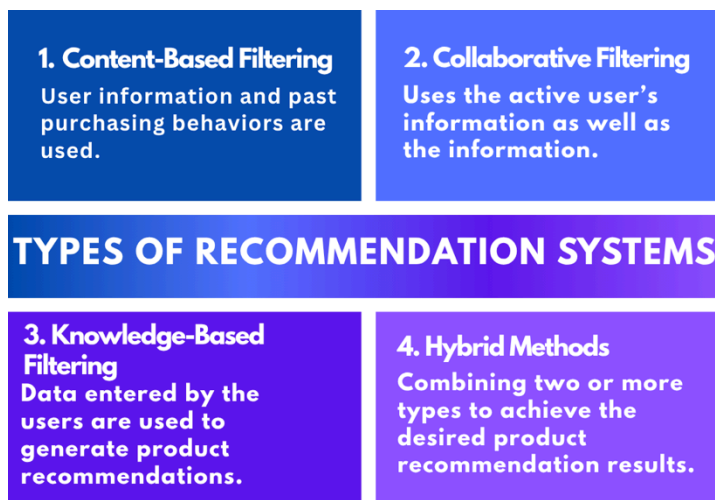 1. Content-Based Filtering
User information and past
purchasing behaviors are
used.
2. Collaborative Filtering
Uses the active user's
information as well as
the information.
TYPES OF RECOMMENDATION SYSTEMS
3. Knowledge-Based
Filtering
Data entered by the
users are used to
generate product
recommendations.
4. Hybrid Methods
Combining two or more
types to achieve the
desired product
recommendation results.